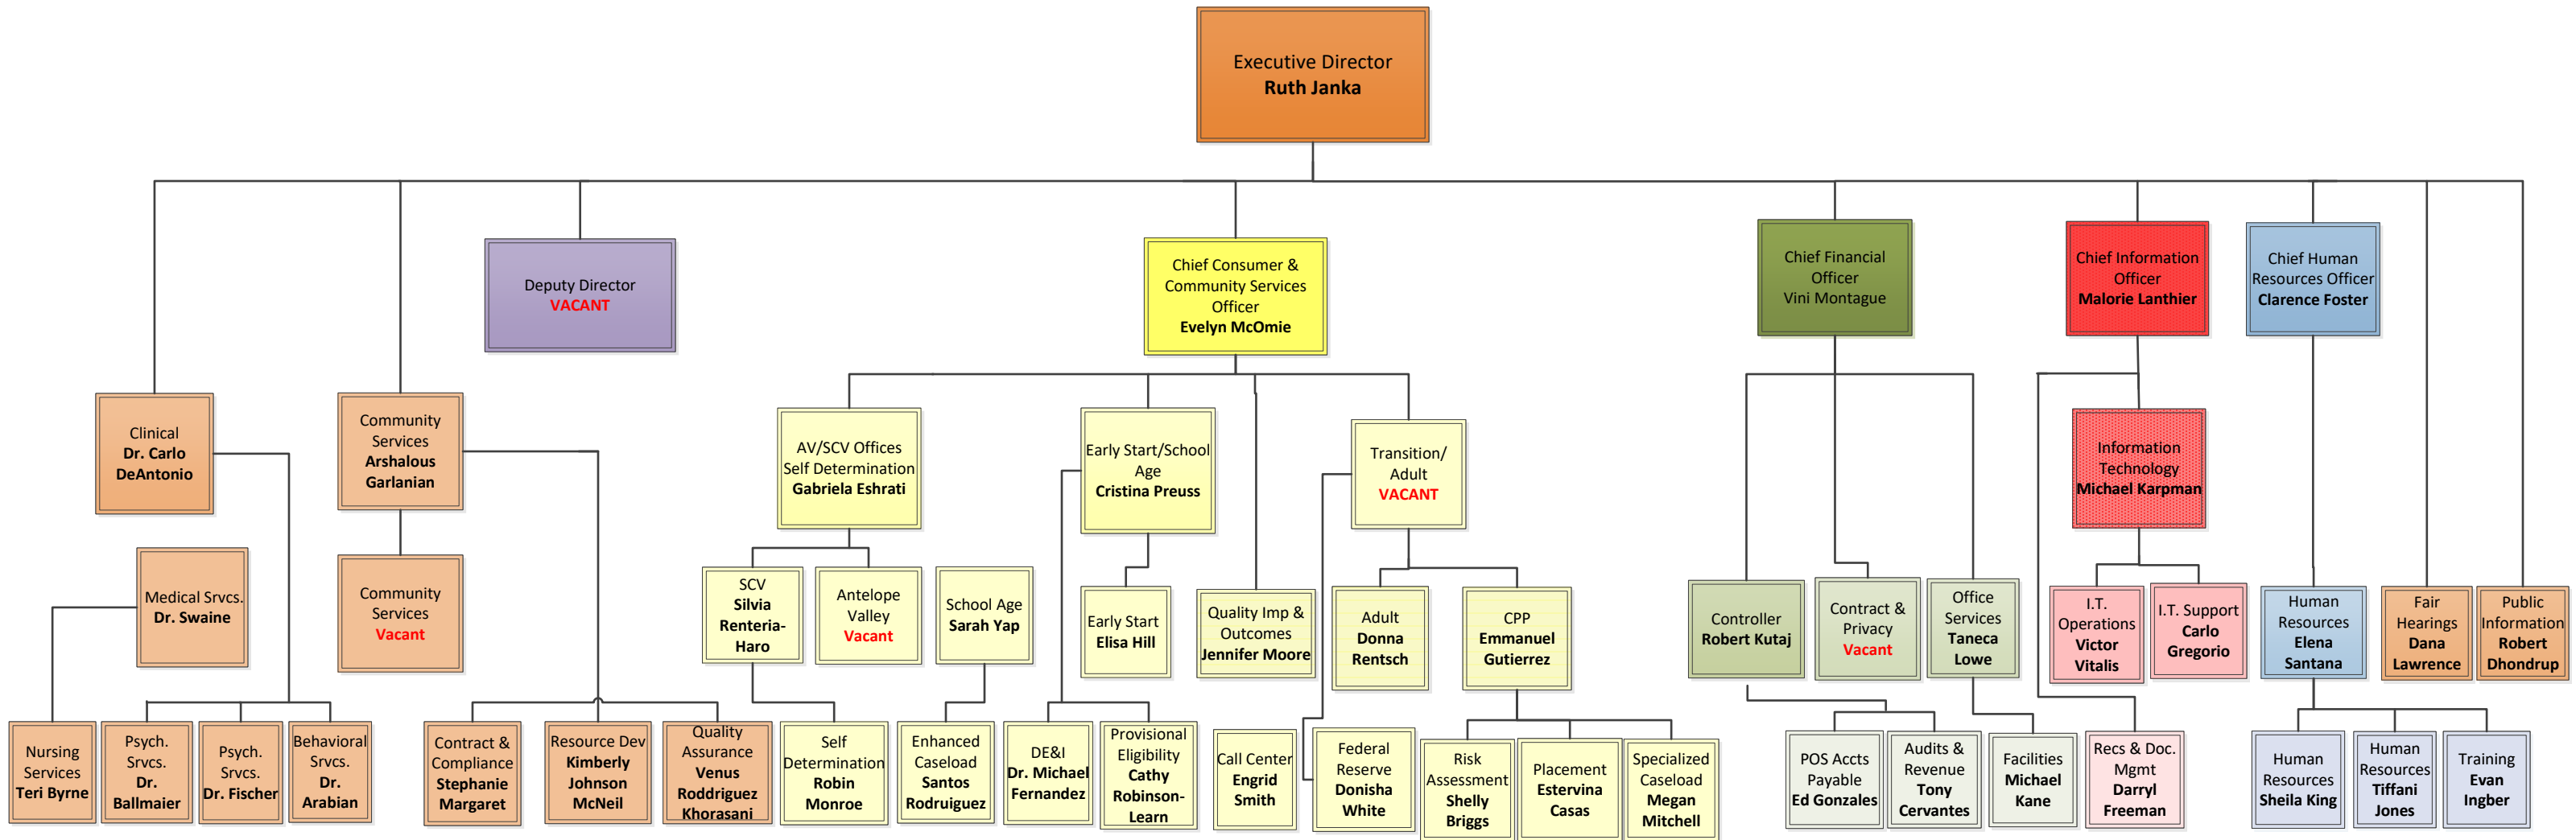 Executive Director
Ruth Janka
Deputy Director
VACANT
Chief Consumer &
Community Services
Officer
Evelyn McOmie
Chief Financial
Officer
Vini Montague
Chief Information
Officer
Malorie Lanthier
Chief Human
Resources Officer
Clarence Foster
Clinical
Dr. Carlo
DeAntonio
Community
Services
Arshalous
Garlanian
AV/SCV Offices
Self Determination
Gabriela Eshrati
Early Start/School
Age
Cristina Preuss
Transition/
Adult
VACANT
Information
Technology
Michael Karpman
Medical Srvcs.
Dr. Swaine
Community
Services
Vacant
SCV
Silvia
Renteria-
Haro
Antelope
Valley
Vacant
School Age
Sarah Yap
Early Start
Elisa Hill
Quality Imp &
Outcomes
Jennifer Moore
Adult
Donna
Rentsch
CPP
Emmanuel
Gutierrez
Controller
Robert Kutaj
Contract &
Privacy
Vacant
Office
Services
Taneca
Lowe
I.T.
Operations
Victor
Vitalis
I.T. Support
Carlo
Gregorio
Human
Resources
Elena
Santana
Fair
Hearings
Dana
Lawrence
Public
Information
Robert
Dhondrup
Nursing
Services
Teri Byrne
Psych.
Srvcs.
Dr.
Ballmaier
Psych.
Srvcs.
Dr. Fischer
Behavioral
Srvcs.
Dr.
Arabian
Contract &
Compliance
Stephanie
Margaret
Resource Dev
Kimberly
Johnson
McNeil
Quality
Assurance
Venus
Roddriguez
Khorasani
Self
Determination
Robin
Monroe
Enhanced
Caseload
Santos
Rodruiguez
DE&I
Dr. Michael
Fernandez
Provisional
Eligibility
Cathy
Robinson-
Learn
Call Center
Engrid
Smith
Federal
Reserve
Donisha
White
Risk
Assessment
Shelly
Briggs
Placement
Estervina
Casas
Specialized
Caseload
Megan
Mitchell
POS Accts
Payable
Ed Gonzales
Audits &
Revenue
Tony
Cervantes
Facilities
Michael
Kane
Recs & Doc.
Mgmt
Darryl
Freeman
Human
Resources
Sheila King
Human
Resources
Tiffani
Jones
Training
Evan
Ingber